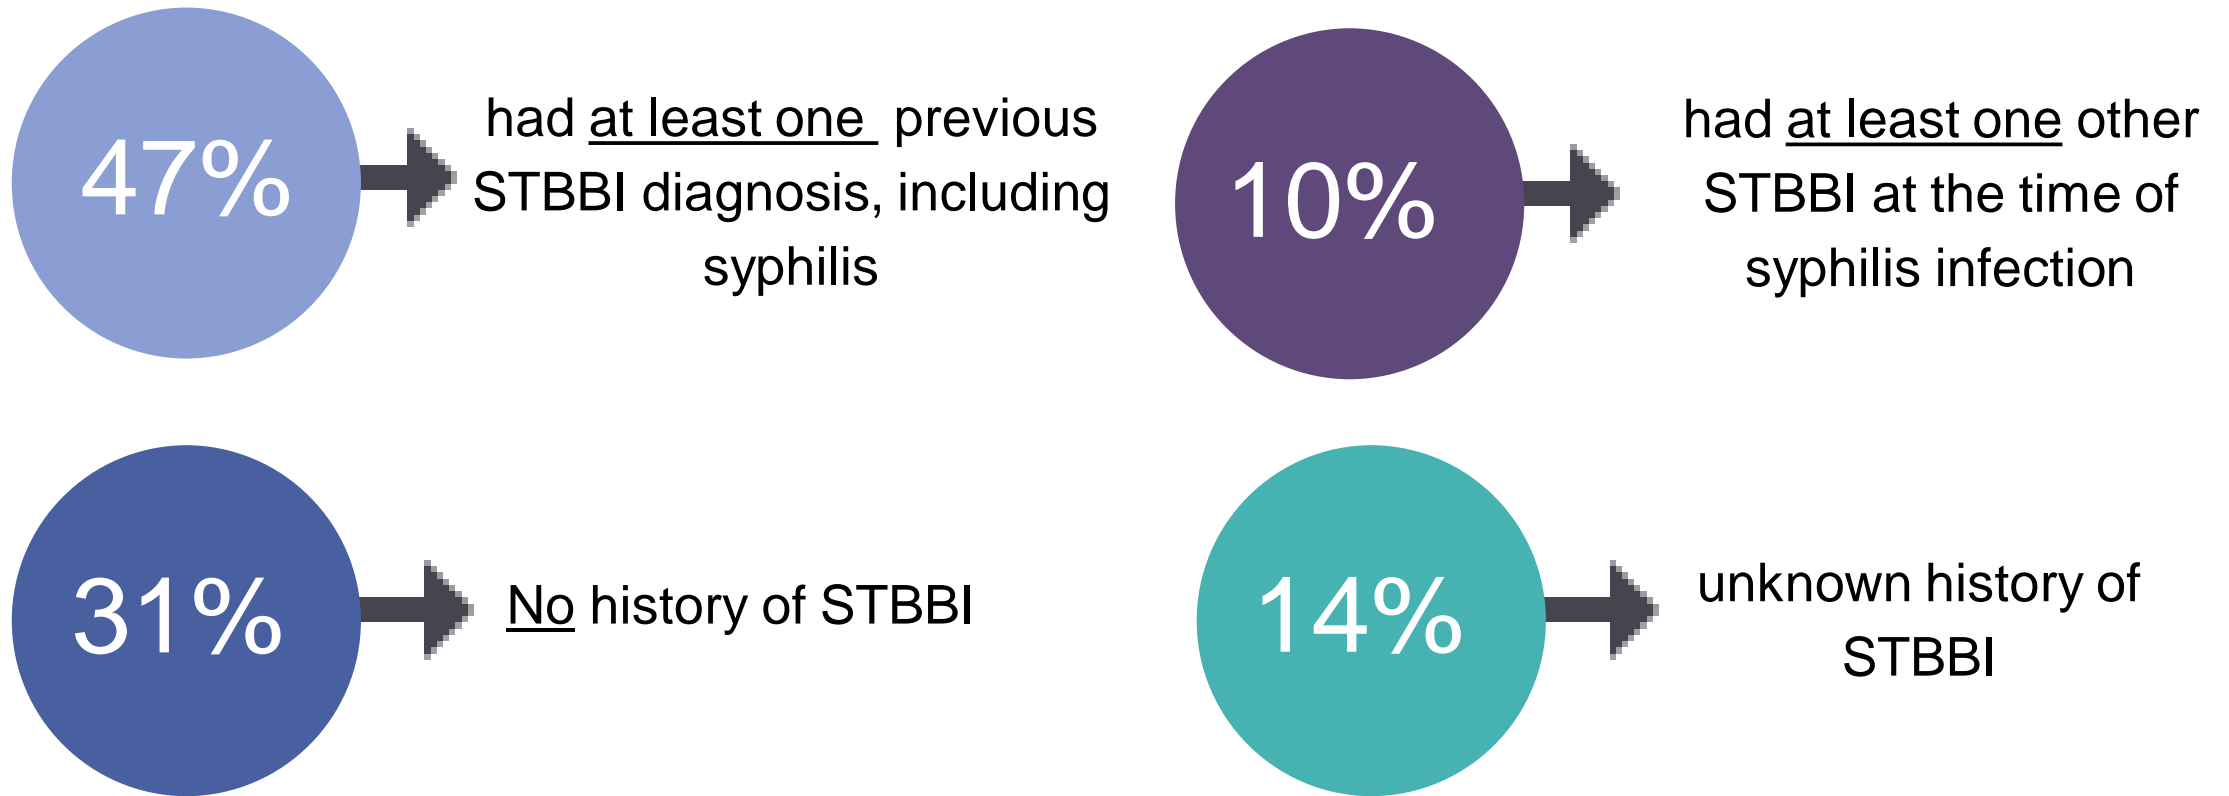 47%
had at least one previous
STBBI diagnosis, including
syphilis
10%
had at least one other
STBBI at the time of
syphilis infection
31%
No history of STBBI
14%
unknown history of
STBBI